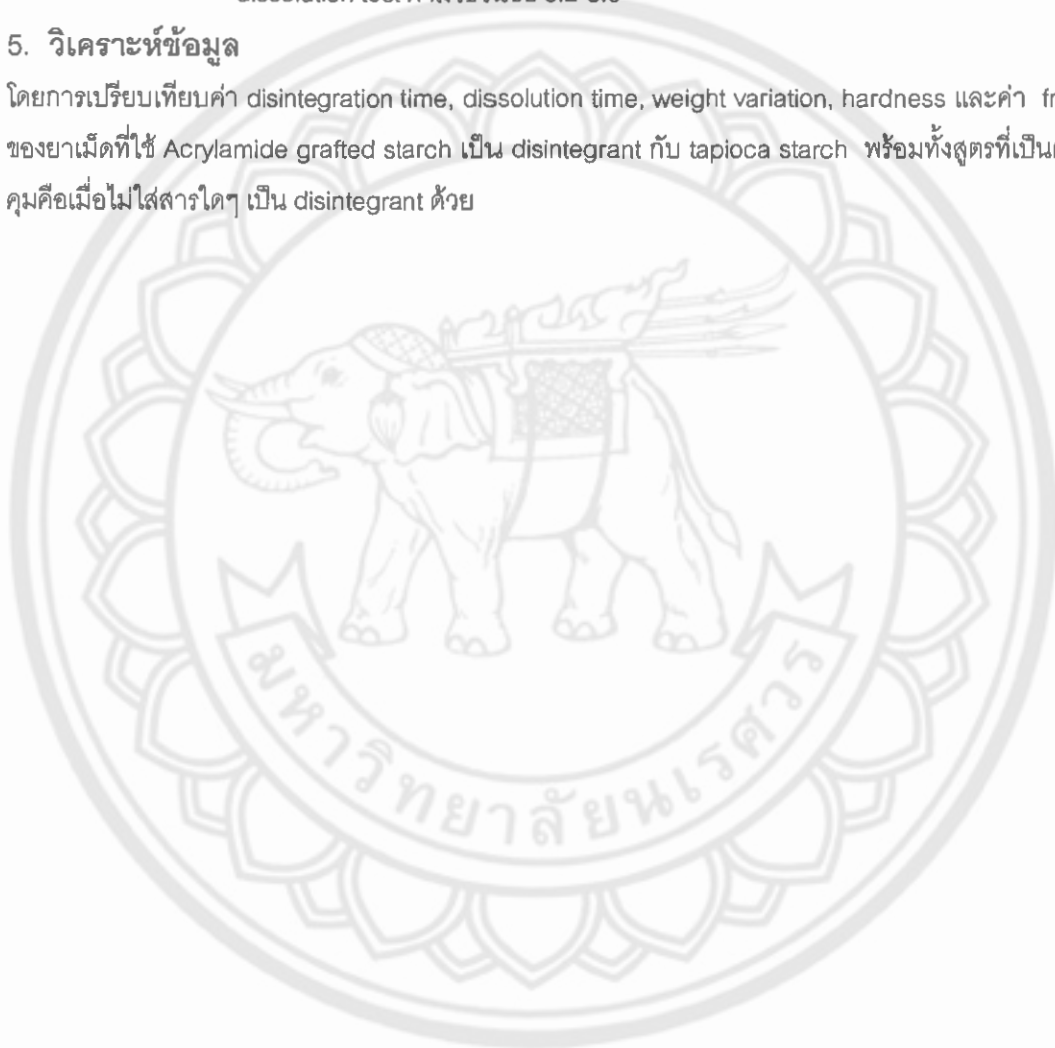 5. วิเคราะห์ข้อมูล
โดยการเปรียบเทียบค่า disintegration time, dissolution time, weight variation, hardness และค่า
ของยาเม็ดที่ใช้ Acrylamide grafted starch เป็น disintegrant กับ tapioca starch พร้อมทั้งสูตรที่เป็น
คุมคือเมื่อไม่ใส่สารใดๆ เป็น disintegrant ด้วย
มหาวิทยาลัยนเรศวร